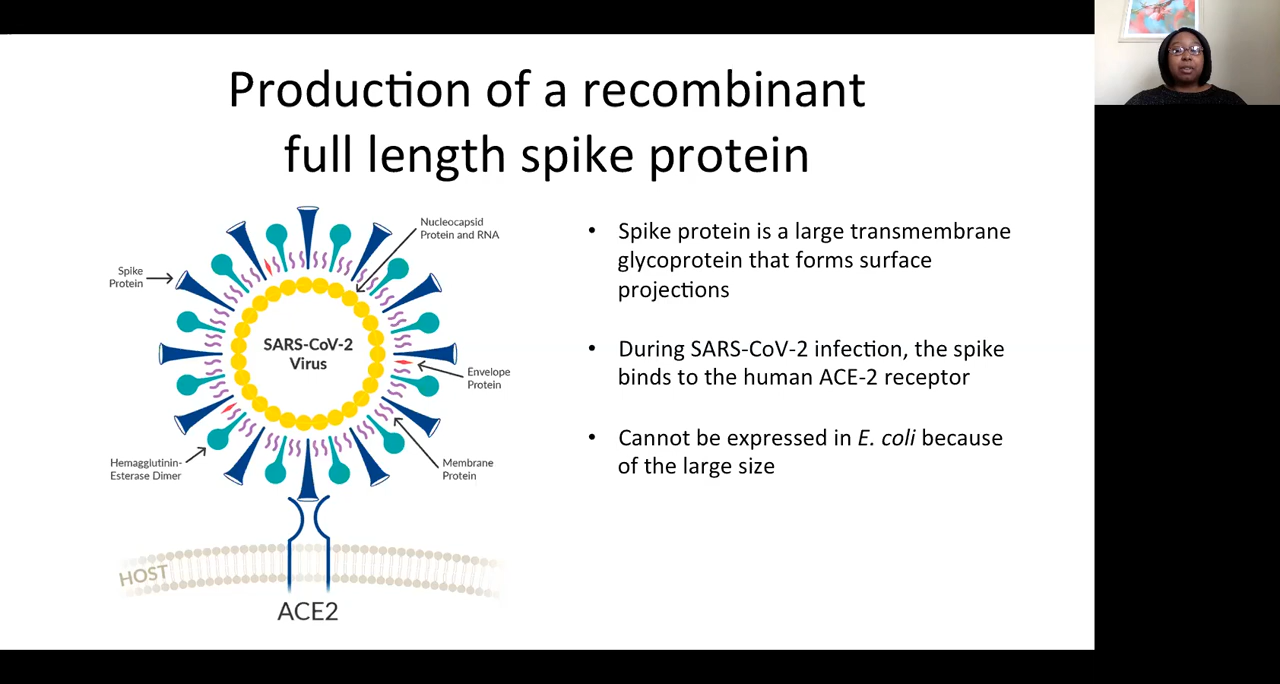 Production of a recombinant
full length spike protein
Nucleocapsid
Protein and RNA
Spike
Protein
SARS-CoV-2
Virus
Envelope
Protein
Hemagglutinin-
Esterase Dimer
Membrane
Protein
HOST
ACE2
• Spike protein is a large transmembrane
glycoprotein that forms surface
projections
• During SARS-CoV-2 infection, the spike
binds to the human ACE-2 receptor
• Cannot be expressed in E. coli because
of the large size